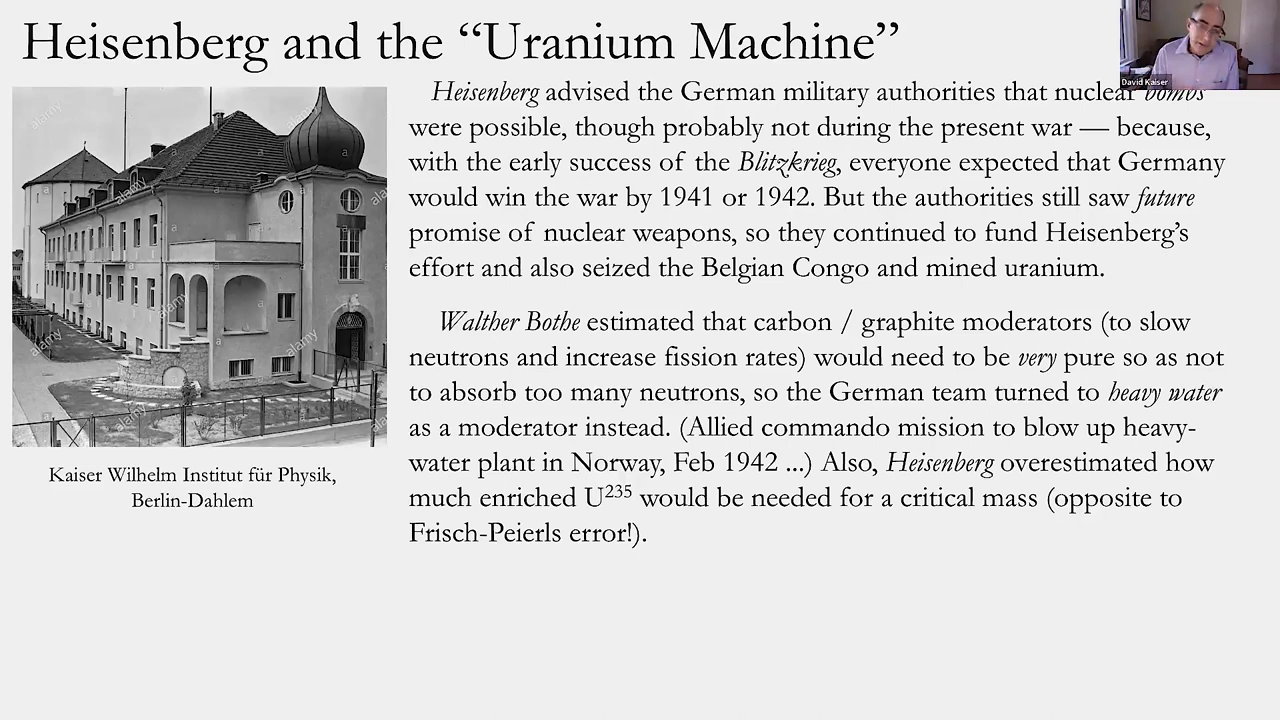 Heisenberg and the “Uranium Machine”
David Kaiser
Heisenberg advised the German military authorities that nuclear bombs
were possible, though probably not during the present war — because,
with the early success of the Blitzkrieg, everyone expected that Germany
would win the war by 1941 or 1942. But the authorities still saw future
promise of nuclear weapons, so they continued to fund Heisenberg’s
effort and also seized the Belgian Congo and mined uranium.
Walther Bothe estimated that carbon / graphite moderators (to slow
neutrons and increase fission rates) would need to be very pure so as not
to absorb too many neutrons, so the German team turned to heavy water
as a moderator instead. (Allied commando mission to blow up heavy-
water plant in Norway, Feb 1942 ...) Also, Heisenberg overestimated how
much enriched U²³⁵ would be needed for a critical mass (opposite to
Frisch-Peierls error!).
alamy
alamy
alamy
alamy
alamy
alamy
Kaiser Wilhelm Institut für Physik,
Berlin-Dahlem